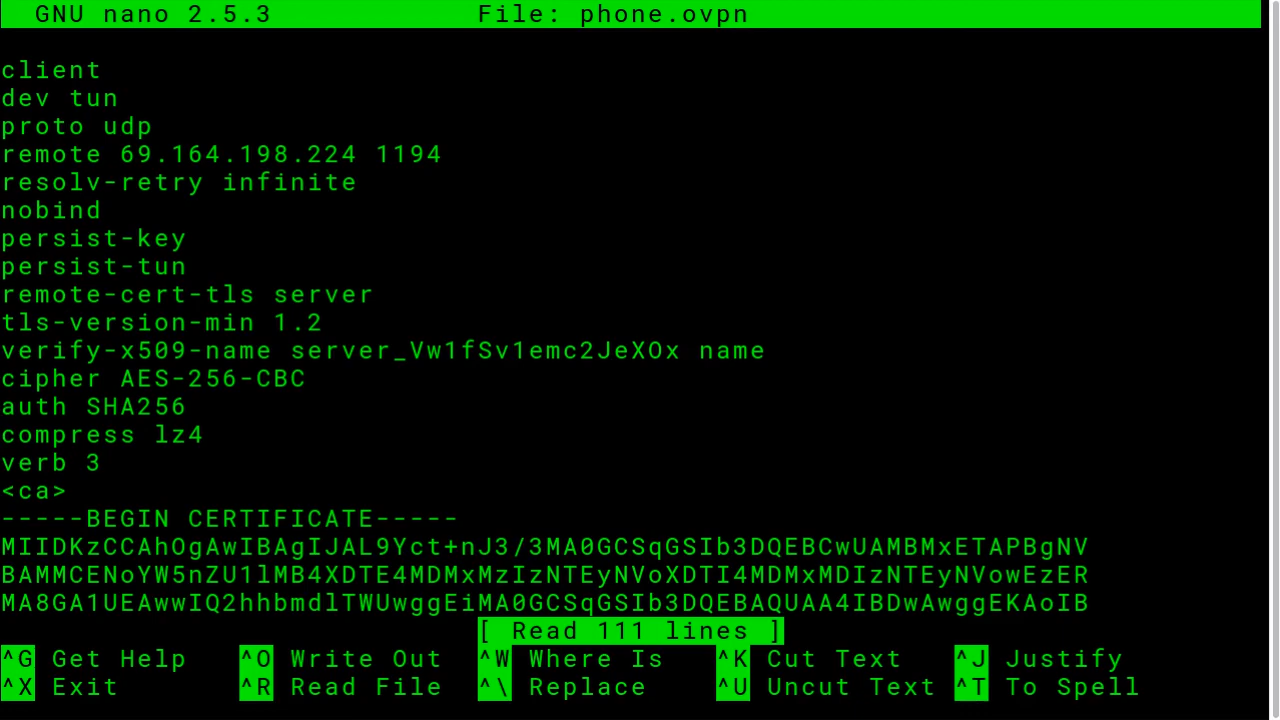 GNU nano 2.5.3 File: phone.ovpn
client
dev tun
proto udp
remote 69.164.198.224 1194
resolv-retry infinite
nobind
persist-key
persist-tun
remote-cert-tls server
tls-version-min 1.2
verify-x509-name server_Vw1fSv1emc2JeXOx name
cipher AES-256-CBC
auth SHA256
compress lz4
verb 3
<ca>
-----BEGIN CERTIFICATE-----
MIIDKzCCAhOgAwIBAgIJAL9Yct+nJ3/3MA0GCSqGSIb3DQEBCwUAMBMxETAPBgNV
BAMMCENoYW5nZU1lMB4XDTE4MDMxMzIzNTEyNVoXDTI4MDMxMDIzNTEyNVowEzER
MA8GA1UEAwwIQ2hhbmdlTWUwggEiMA0GCSqGSIb3DQEBAQUAA4IBDwAwggEKAoIB
[ Read 111 lines ]
^G Get Help ^O Write Out ^W Where Is ^K Cut Text ^J Justify
^X Exit ^R Read File ^\ Replace ^U Uncut Text ^T To Spell